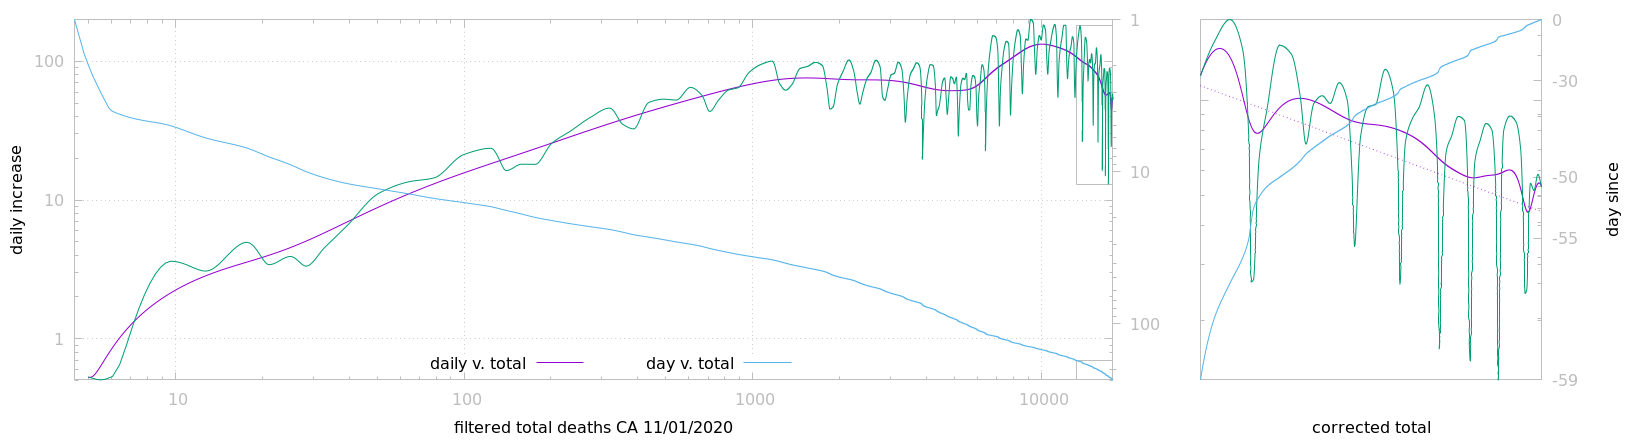 daily increase
100
10
1
10
100
1000
10000
1
10
100
daily v. total
day v. total
filtered total deaths CA 11/01/2020
0
-30
-50
-55
-59
day since
corrected total